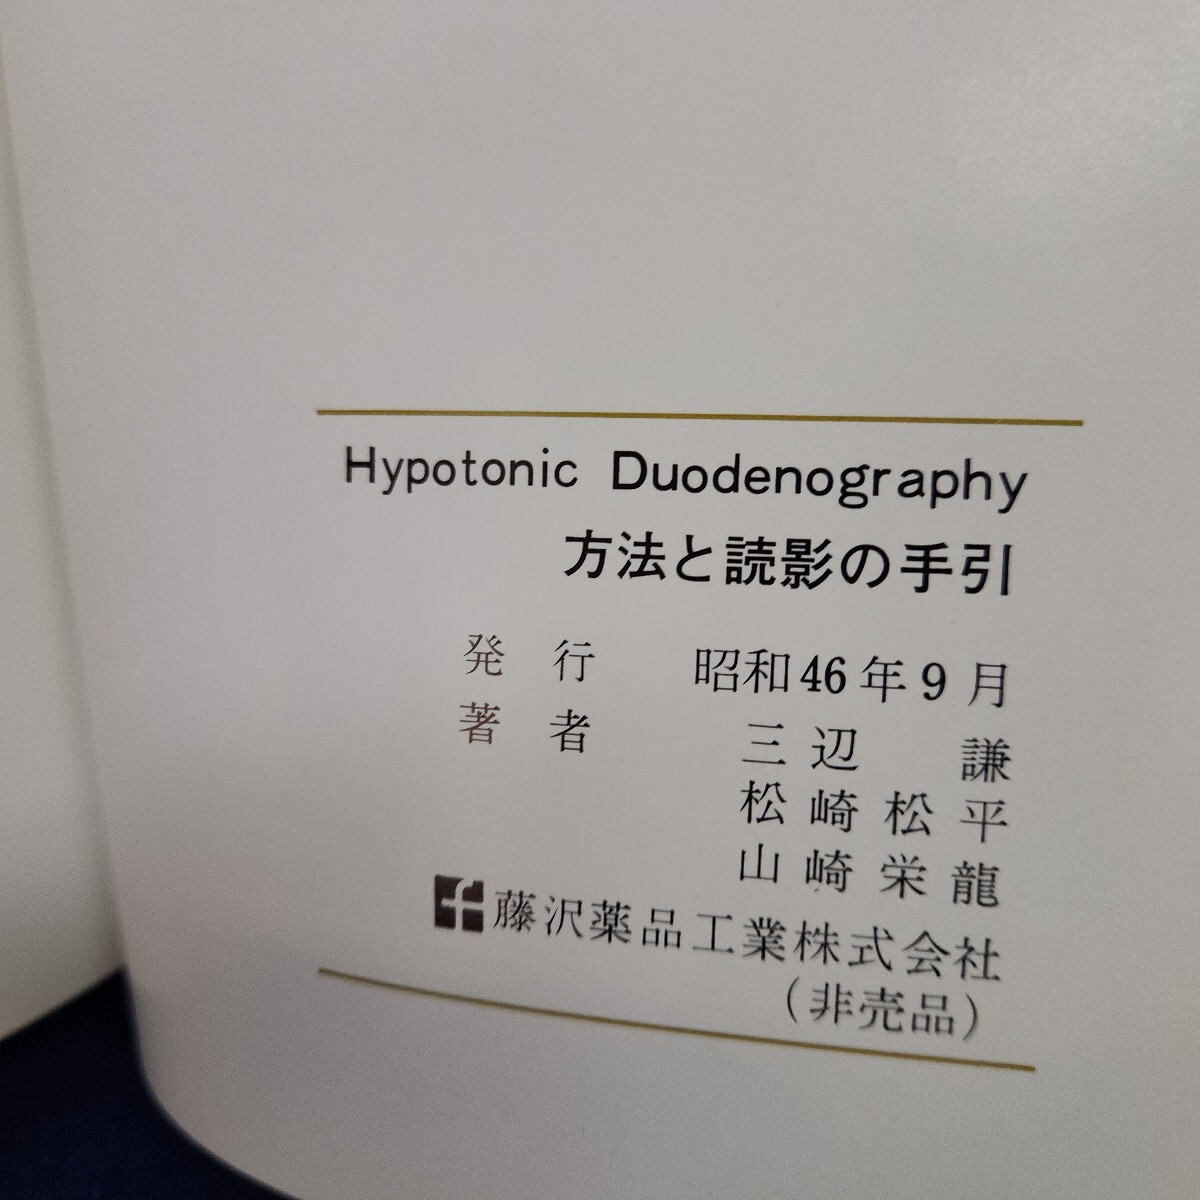 Hypotonic Duodenography
方法と読影の手引
発行 昭和46年9月
著者 三辺 謙
松崎松平
山崎栄龍
藤沢薬品工業株式会社
（非売品）